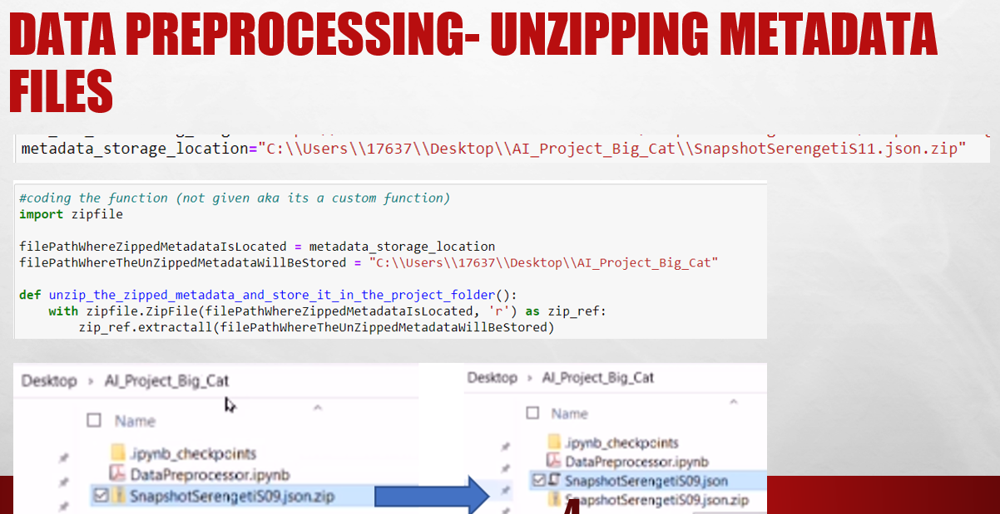 DATA PREPROCESSING- UNZIPPING METADATA
FILES
metadata_storage_location="C:\\Users\\17637\\Desktop\\AI_Project_Big_Cat\\SnapshotSerengetiS11.json.zip"
#coding the function (not given aka its a custom function)
import zipfile
filePathWhereZippedMetadataIsLocated = metadata_storage_location
filePathWhereTheUnZippedMetadataWillBeStored = "C:\\Users\\17637\\Desktop\\AI_Project_Big_Cat"
def unzip_the_zipped_metadata_and_store_it_in_the_project_folder():
with zipfile.ZipFile(filePathWhereZippedMetadataIsLocated, 'r') as zip_ref:
zip_ref.extractall(filePathWhereTheUnZippedMetadataWillBeStored)
Desktop > AI_Project_Big_Cat
Name
.ipynb_checkpoints
DataPreprocessor.ipynb
SnapshotSerengetiS09.json.zip
Desktop > AI_Project_Big_Cat
Name
.ipynb_checkpoints
DataPreprocessor.ipynb
SnapshotSerengetiS09.json
SnapshotSerengetiS09.json.zip